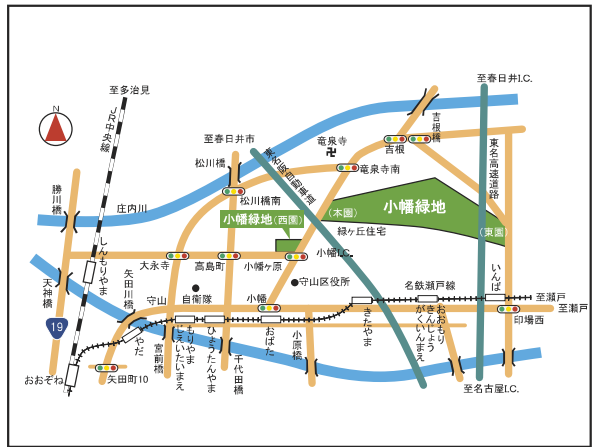 至春日井I.C.
至多治見
N
JR中央線
至春日井市
竜泉寺
吉根橋
吉根
東名阪自動車道
東名高速道路
松川橋
竜泉寺南
勝川橋
松川橋南
庄内川
小幡緑地(西園)
(本園)
小幡緑地
緑ヶ丘住宅
(東園)
しんもりやま
大永寺
高島町
小幡ヶ原
小幡I.C.
天神橋
矢田川橋
守山
自衛隊
守山区役所
小幡
名鉄瀬戸線
いんば
至瀬戸
至瀬戸
印場西
19
やだ
宮前橋
もりやま
じえいたいまえ
ひょうたんやま
千代田橋
おばた
小原橋
きたやま
おおもり
きんじょう
がくいんまえ
おおぞね
矢田町10
至名古屋I.C.